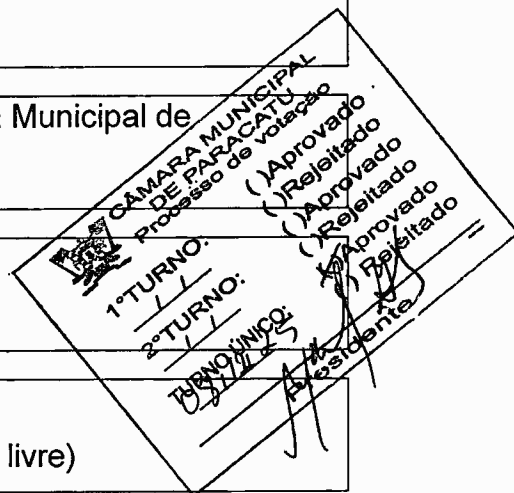 Municipal de
CÂMARA MUNICIPAL
DE PARACATU
Processo de votação
1°TURNO: ( )Aprovado
/ / ( )Rejeitado
2°TURNO: ( )Aprovado
/ / ( )Rejeitado
TURNO ÚNICO: (X)Aprovado
( ) Rejeitado
Presidente
livre)